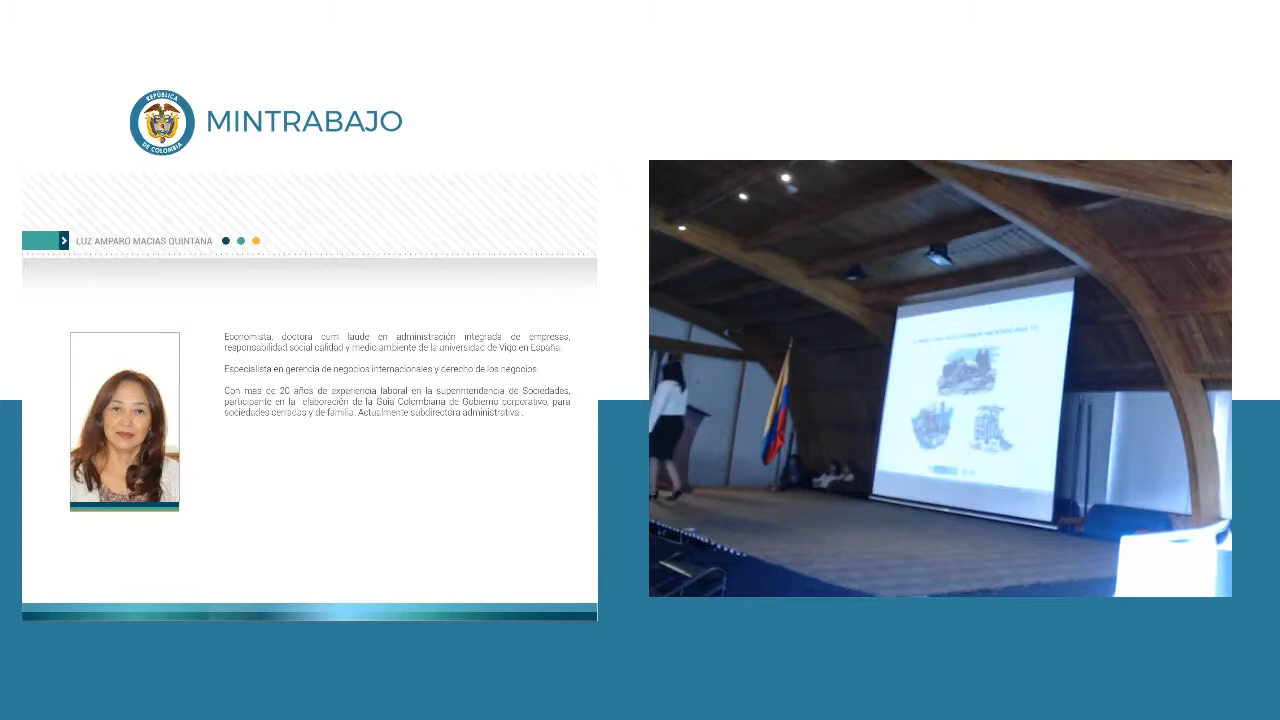 REPÚBLICA
DE COLOMBIA
MINTRABAJO
LUZ AMPARO MACIAS QUINTANA
Economista, doctora cum laude en administración integrada de empresas,
responsabilidad social calidad y medio ambiente de la universidad de Vigo en España.
Especialista en gerencia de negocios internacionales y derecho de los negocios.
Con mas de 20 años de experiencia laboral en la superintendencia de Sociedades,
participante en la elaboración de la Guía Colombiana de Gobierno corporativo, para
sociedades cerradas y de familia. Actualmente subdirectora administrativa .